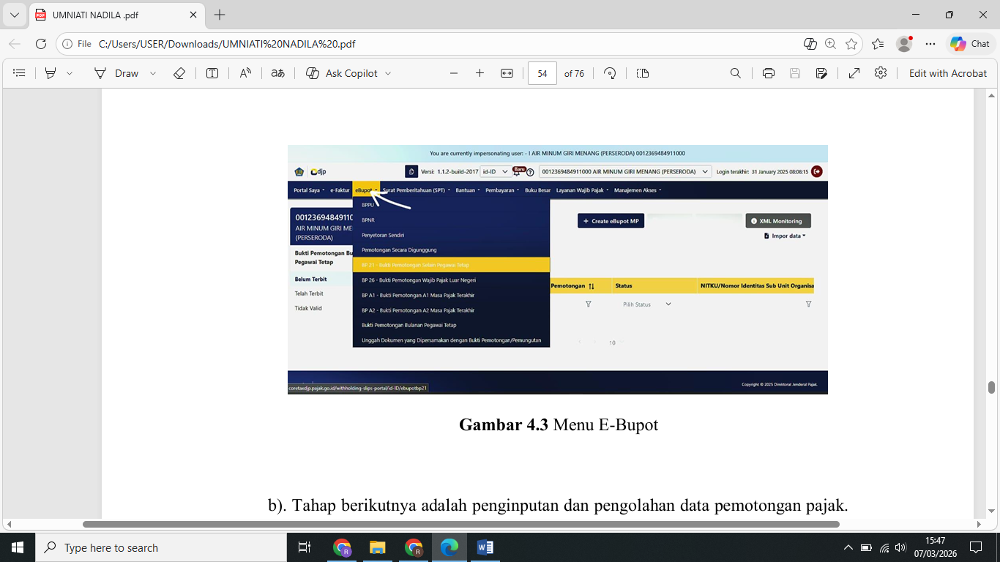 UMNIATI NADILA .pdf
File C:/Users/USER/Downloads/UMNIATI%20NADILA%20.pdf
Chat
Draw
Ask Copilot
54 of 76
Edit with Acrobat
You are currently impersonating user: - ! AIR MINUM GIRI MENANG (PERSERODA) 0012369484911000
djp
Versi: 1.1.2-build-2017
id-ID
Baru
0012369484911000 AIR MINUM GIRI MENANG (PERSERODA)
Login terakhir: 31 January 2025 08:08:15
Portal Saya e-Faktur eBupot Surat Pemberitahuan (SPT) Bantuan Pembayaran Buku Besar Layanan Wajib Pajak Manajemen Akses
BPPU
BPNR
Penyetoran Sendiri
Pemotongan Secara Digunggung
BP 21 - Bukti Pemotongan Selain Pegawai Tetap
BP 26 - Bukti Pemotongan Wajib Pajak Luar Negeri
BP A1 - Bukti Pemotongan A1 Masa Pajak Terakhir
BP A2 - Bukti Pemotongan A2 Masa Pajak Terakhir
Bukti Pemotongan Bulanan Pegawai Tetap
Unggah Dokumen yang Dipersamakan dengan Bukti Pemotongan/Pemungutan
00123694849110
AIR MINUM GIRI ME
(PERSERODA)
Bukti Pemotongan Bu
Pegawai Tetap
Belum Terbit
Telah Terbit
Tidak Valid
+ Create eBupot MP
XML Monitoring
Impor data
Pemotongan Status NITKU/Nomor Identitas Sub Unit Organisa
Pilih Status
10
coretaxdjp.pajak.go.id/withholding-slips-portal/id-ID/ebupotbp21
Copyright © 2025 Direktorat Jenderal Pajak.
Gambar 4.3 Menu E-Bupot
b). Tahap berikutnya adalah penginputan dan pengolahan data pemotongan pajak.
Type here to search
15:47
07/03/2026